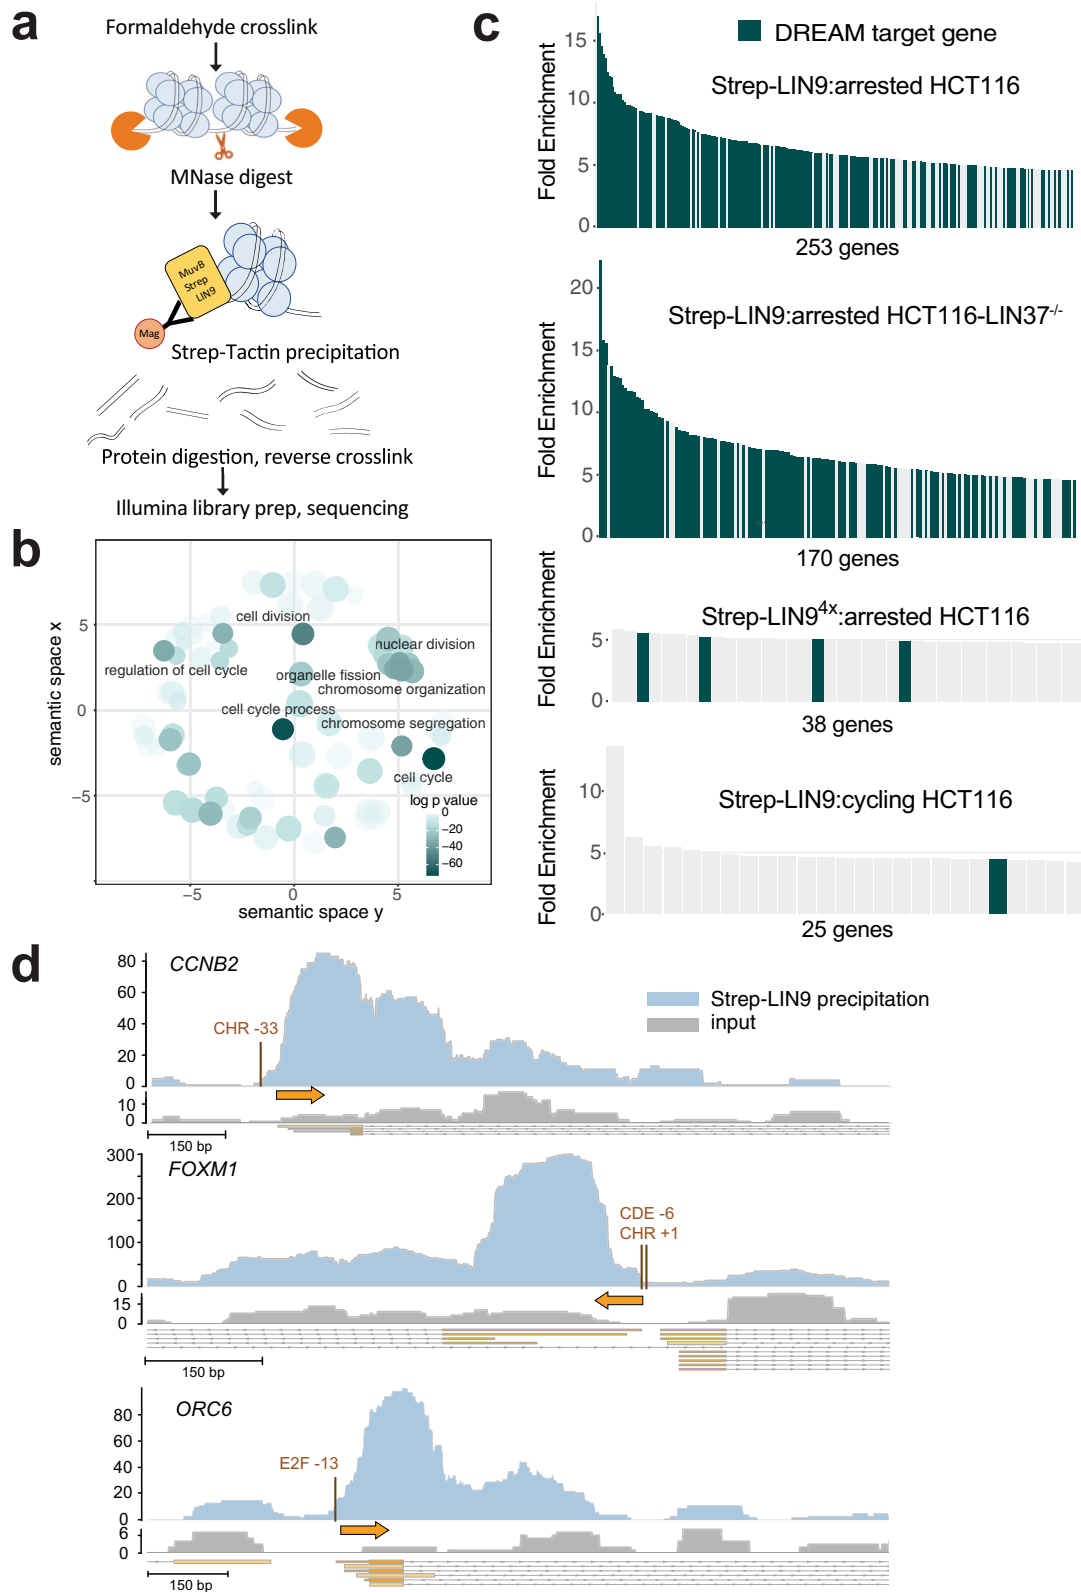 a
Formaldehyde crosslink
MNase digest
MuvB
Strep
LIN9
Mag
Strep-Tactin precipitation
Protein digestion, reverse crosslink
Illumina library prep, sequencing
b
semantic space x
5
0
−5
cell division
nuclear division
regulation of cell cycle
organelle fission
chromosome organization
cell cycle process
chromosome segregation
cell cycle
log p value
0
−20
−40
−60
−5
0
5
semantic space y
c
DREAM target gene
Strep-LIN9:arrested HCT116
Fold Enrichment
15
10
5
0
253 genes
Strep-LIN9:arrested HCT116-LIN37-/-
Fold Enrichment
20
15
10
5
0
170 genes
Strep-LIN94x:arrested HCT116
Fold Enrichment
5
0
38 genes
Strep-LIN9:cycling HCT116
Fold Enrichment
10
5
0
25 genes
d
CCNB2
80
60
40
20
0
CHR -33
10
0
150 bp
Strep-LIN9 precipitation
input
FOXM1
300
200
100
0
CDE -6
CHR +1
15
0
150 bp
ORC6
80
60
40
20
0
E2F -13
6
0
150 bp